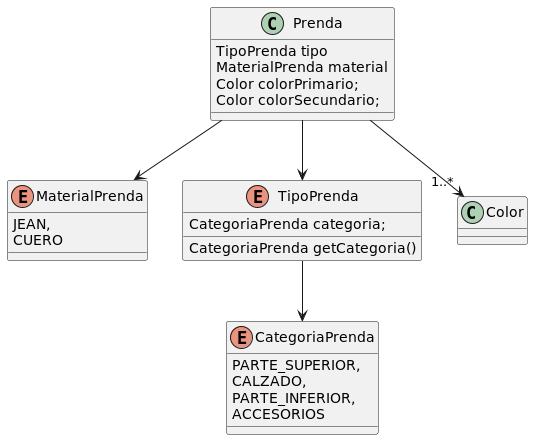 C Prenda
TipoPrenda tipo
MaterialPrenda material
Color colorPrimario;
Color colorSecundario;
1..*
E MaterialPrenda
JEAN,
CUERO
E TipoPrenda
CategoriaPrenda categoria;
CategoriaPrenda getCategoria()
C Color
E CategoriaPrenda
PARTE_SUPERIOR,
CALZADO,
PARTE_INFERIOR,
ACCESORIOS